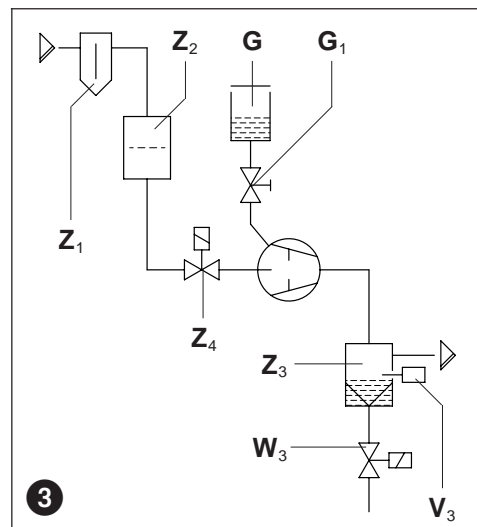 Z₂ G G₁
Z₁
Z₄
Z₃
W₃
3 V₃